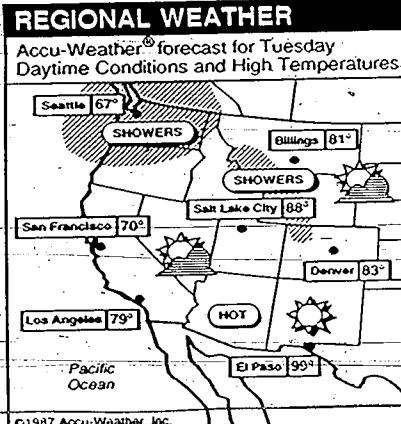 REGIONAL WEATHER
Accu-Weather® forecast for Tuesday
Daytime Conditions and High Temperatures
Seattle 67°
SHOWERS
Billings 81°
SHOWERS
Salt Lake City 88°
San Francisco 70°
Denver 83°
HOT
Los Angeles 79°
El Paso 99°
Pacific
Ocean
©1987 Accu-Weather, Inc.